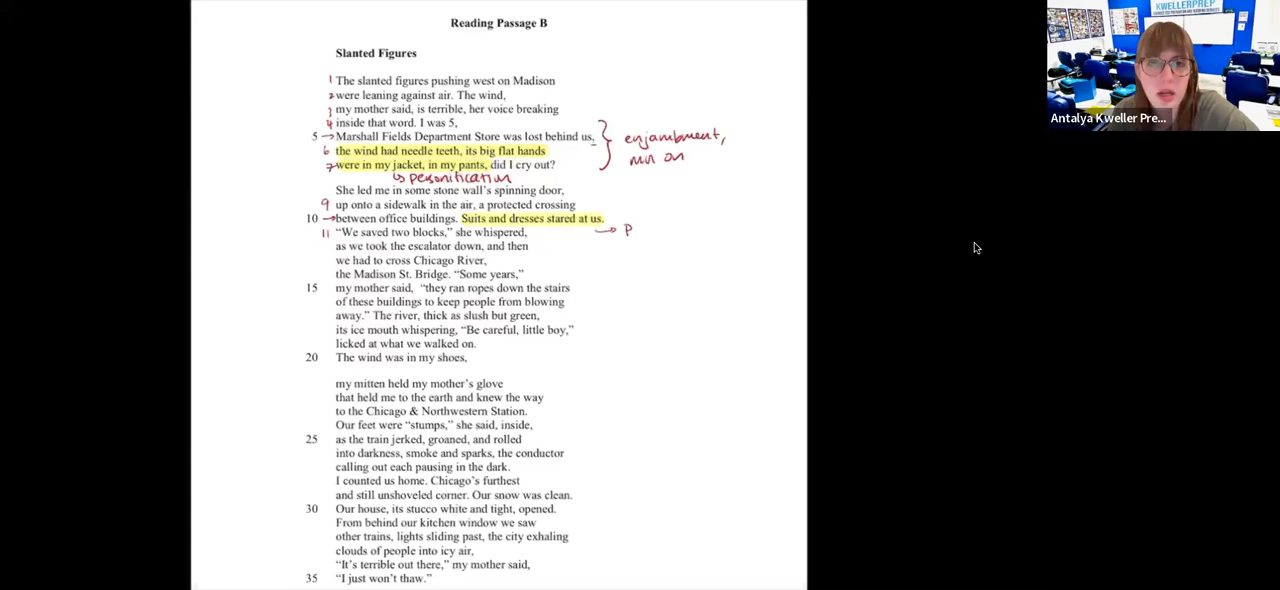 Reading Passage B
KWELLERPREP
Slanted Figures
1 The slanted figures pushing west on Madison
2 were leaning against air. The wind,
3 my mother said, is terrible, her voice breaking
4 inside that word. I was 5,
5 → Marshall Fields Department Store was lost behind us,
6 the wind had needle teeth, its big flat hands
7 were in my jacket, in my pants, did I cry out?
enjambment,
run on
↳ personification
She led me in some stone wall's spinning door,
9 up onto a sidewalk in the air, a protected crossing
10 → between office buildings. Suits and dresses stared at us.
→ P
11 “We saved two blocks,” she whispered,
as we took the escalator down, and then
we had to cross Chicago River,
the Madison St. Bridge. “Some years,”
15 my mother said, “they ran ropes down the stairs
of these buildings to keep people from blowing
away.” The river, thick as slush but green,
its ice mouth whispering, “Be careful, little boy,”
licked at what we walked on.
20 The wind was in my shoes,
my mitten held my mother's glove
that held me to the earth and knew the way
to the Chicago & Northwestern Station.
Our feet were “stumps,” she said, inside,
25 as the train jerked, groaned, and rolled
into darkness, smoke and sparks, the conductor
calling out each pausing in the dark.
I counted us home. Chicago's furthest
and still unshoveled corner. Our snow was clean.
30 Our house, its stucco white and tight, opened.
From behind our kitchen window we saw
other trains, lights sliding past, the city exhaling
clouds of people into icy air,
“It's terrible out there,” my mother said,
35 “I just won't thaw.”
Antalya Kweller Pre...